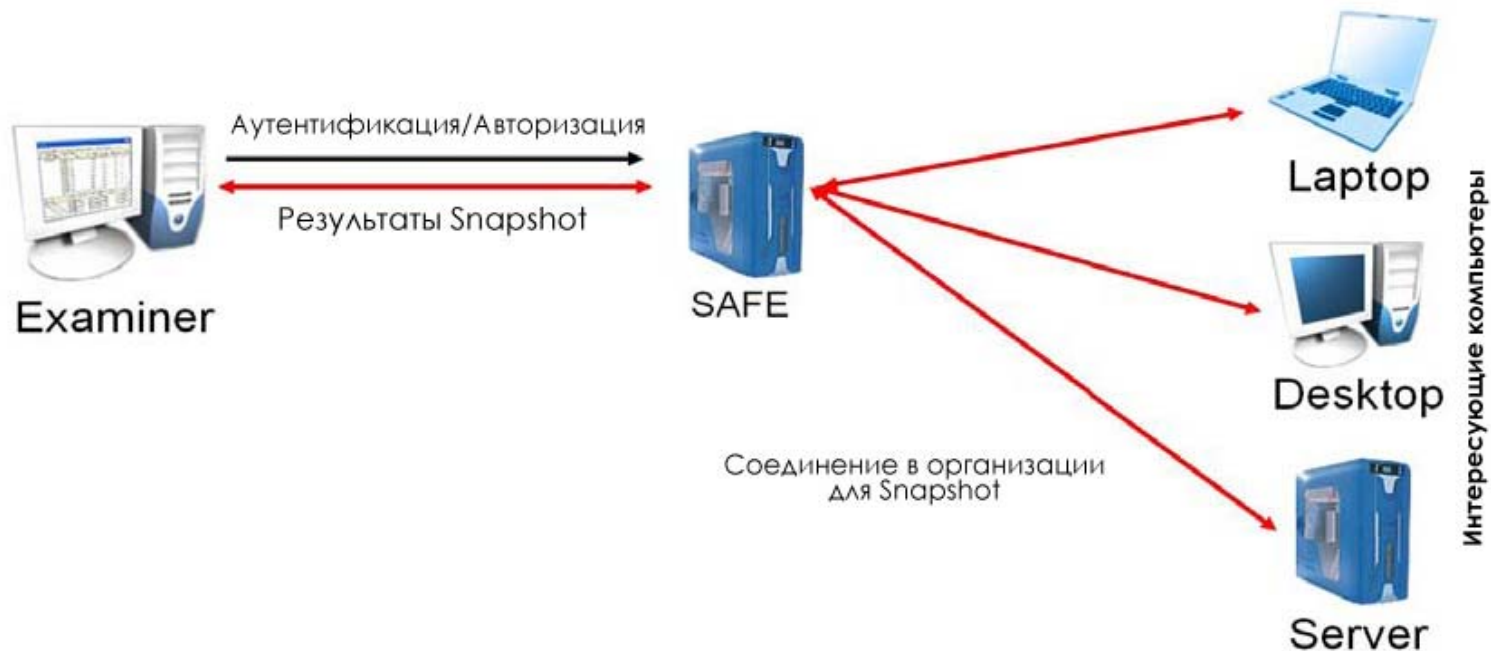 Аутентификация/Авторизация
Результаты Snapshot
Examiner
SAFE
Laptop
Desktop
Соединение в организации
для Snapshot
Server
Интересующие компьютеры